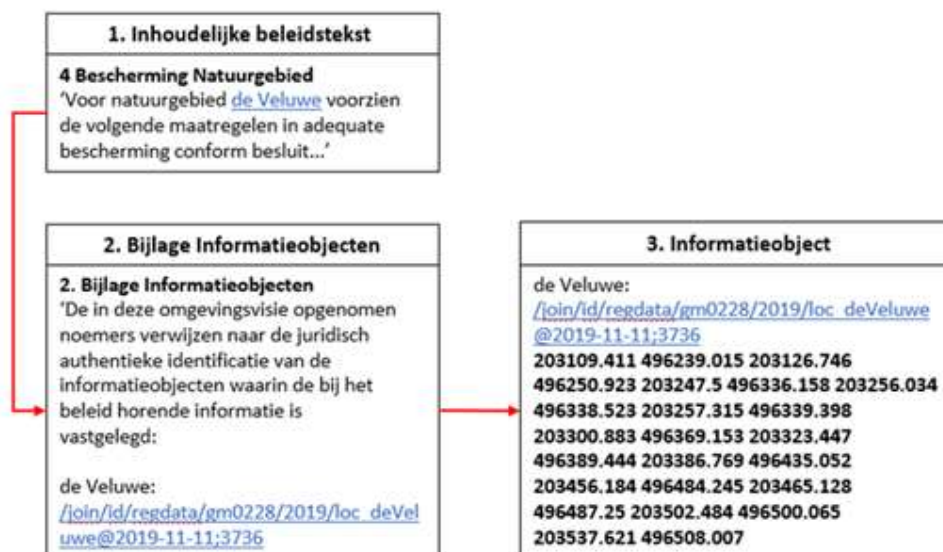 1. Inhoudelijke beleidstekst
4 Bescherming Natuurgebied
‘Voor natuurgebied de Veluwe voorzien
de volgende maatregelen in adequate
bescherming conform besluit...’
2. Bijlage Informatieobjecten
2. Bijlage Informatieobjecten
‘De in deze omgevingsvisie opgenomen
noemers verwijzen naar de juridisch
authentieke identificatie van de
informatieobjecten waarin de bij het
beleid horende informatie is
vastgelegd:
de Veluwe:
/join/id/regdata/gm0228/2019/loc_deVel
uwe@2019-11-11;3736
3. Informatieobject
de Veluwe:
/join/id/regdata/gm0228/2019/loc_deVeluwe
@2019-11-11;3736
203109.411 496239.015 203126.746
496250.923 203247.5 496336.158 203256.034
496338.523 203257.315 496339.398
203300.883 496369.153 203323.447
496389.444 203386.769 496435.052
203456.184 496484.245 203465.128
496487.25 203502.484 496500.065
203537.621 496508.007